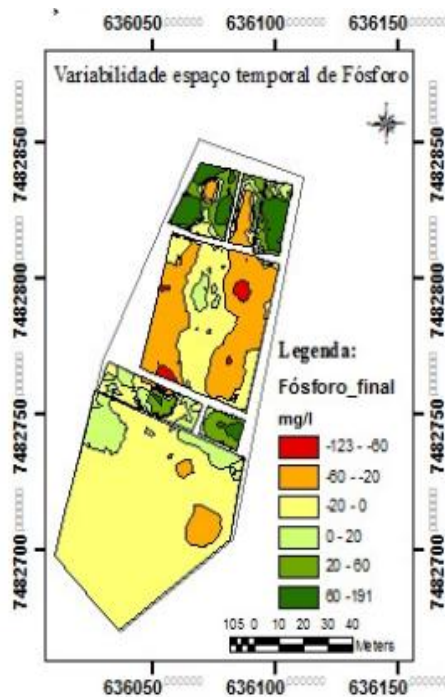 636050 636100 636150
Variabilidade espaço temporal de Fósforo
7482850 7482850
7482800 7482800
7482750 7482750
7482700 7482700
Legenda:
Fósforo_final
mg/l
-123 - -60
-60 - -20
-20 - 0
0 - 20
20 - 60
60 - 191
105 0 10 20 30 40
Meters
636050 636100 636150